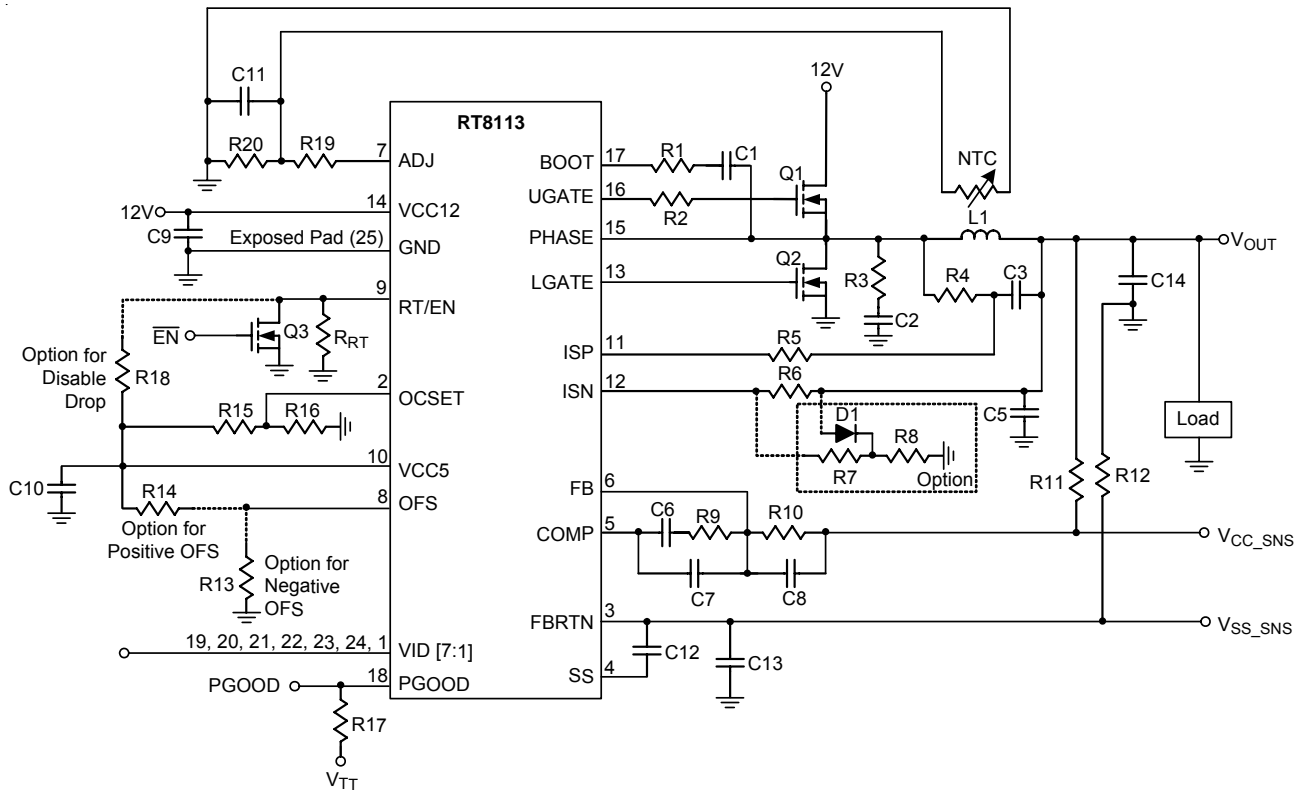 C11
R20
R19
7
ADJ
12V
14
VCC12
C9
Exposed Pad (25)
GND
9
RT/EN
EN
Q3
RRT
Option for
Disable
Drop
R18
2
OCSET
R15
R16
10
VCC5
C10
R14
8
OFS
Option for
Positive OFS
R13
Option for
Negative
OFS
19, 20, 21, 22, 23, 24, 1
VID [7:1]
PGOOD
18
PGOOD
R17
VTT
RT8113
BOOT
17
R1
C1
UGATE
16
R2
PHASE
15
LGATE
13
12V
Q1
Q2
NTC
L1
R3
C2
R4
C3
VOUT
C14
ISP
11
R5
ISN
12
R6
D1
R7
R8
Option
C5
Load
R11
R12
FB
6
COMP
5
C6
R9
R10
C7
C8
VCC_SNS
FBRTN
3
VSS_SNS
C12
C13
SS
4